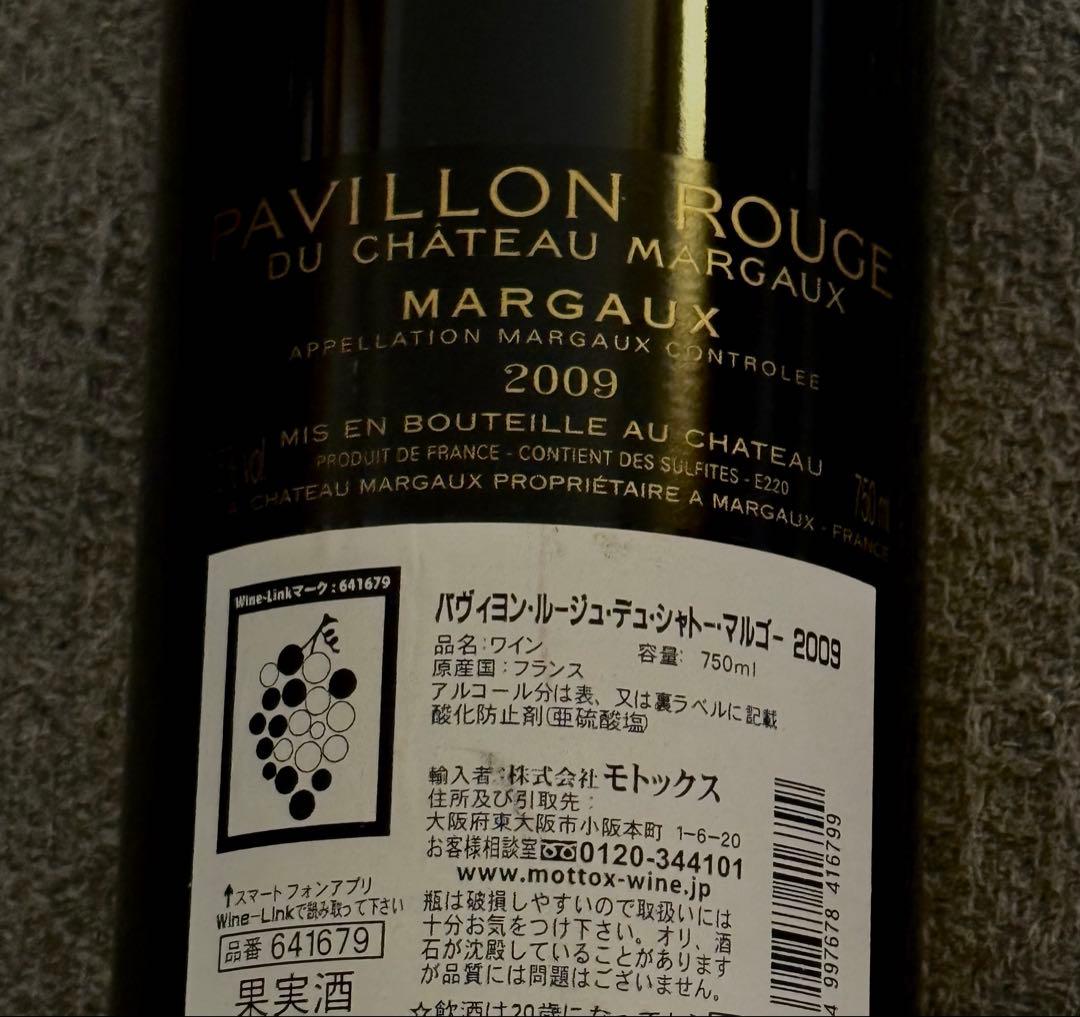 PAVILLON ROUGE
DU CHÂTEAU MARGAUX
MARGAUX
APPELLATION MARGAUX CONTROLEE
2009
MIS EN BOUTEILLE AU CHATEAU
% vol
PRODUIT DE FRANCE - CONTIENT DES SULFITES - E220
750 ml
CHATEAU MARGAUX PROPRIÉTAIRE A MARGAUX - FRANCE
Wine-Linkマーク:641679
パヴィヨン・ルージュ・デュ・シャトー・マルゴー 2009
品名:ワイン 容量: 750ml
原産国:フランス
アルコール分は表、又は裏ラベルに記載
酸化防止剤(亜硫酸塩)
輸入者:株式会社モトックス
住所及び引取先:
大阪府東大阪市小阪本町 1-6-20
お客様相談室 0120-344101
www.mottox-wine.jp
瓶は破損しやすいので取扱いには
十分お気をつけ下さい。オリ、酒
石が沈殿していることがあります
が品質には問題はございません。
↑スマートフォンアプリ
Wine-Linkで読み取って下さい
品番 641679
果実酒
☆飲酒は20歳になって
4 997678 416799